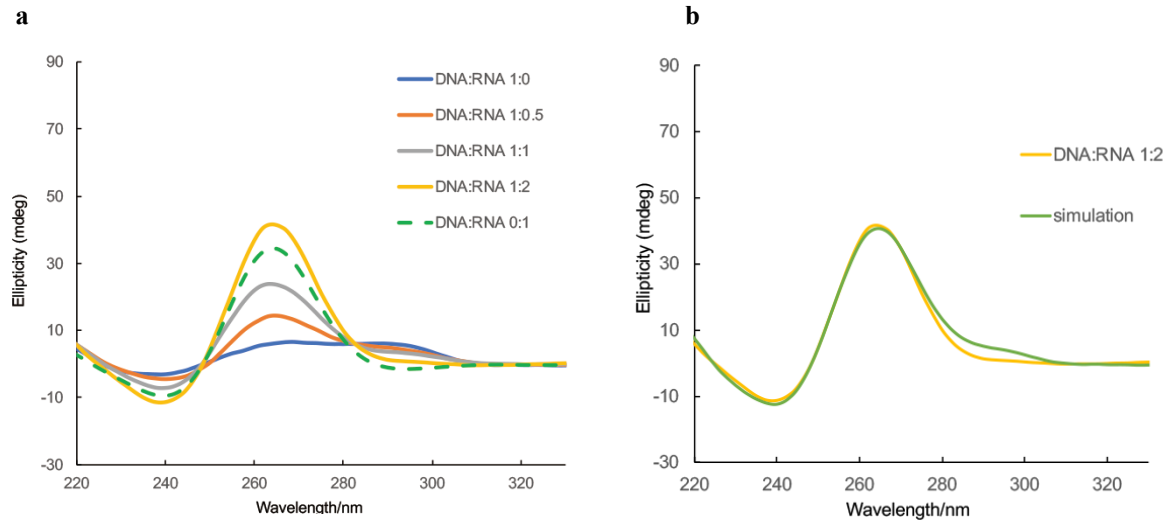 a
90
70
50
30
10
-10
-30
220
240
260
280
300
320
Ellipticity (mdeg)
Wavelength/nm
DNA:RNA 1:0
DNA:RNA 1:0.5
DNA:RNA 1:1
DNA:RNA 1:2
DNA:RNA 0:1
b
90
70
50
30
10
-10
-30
220
240
260
280
300
320
Ellipticity (mdeg)
Wavelength/nm
DNA:RNA 1:2
simulation